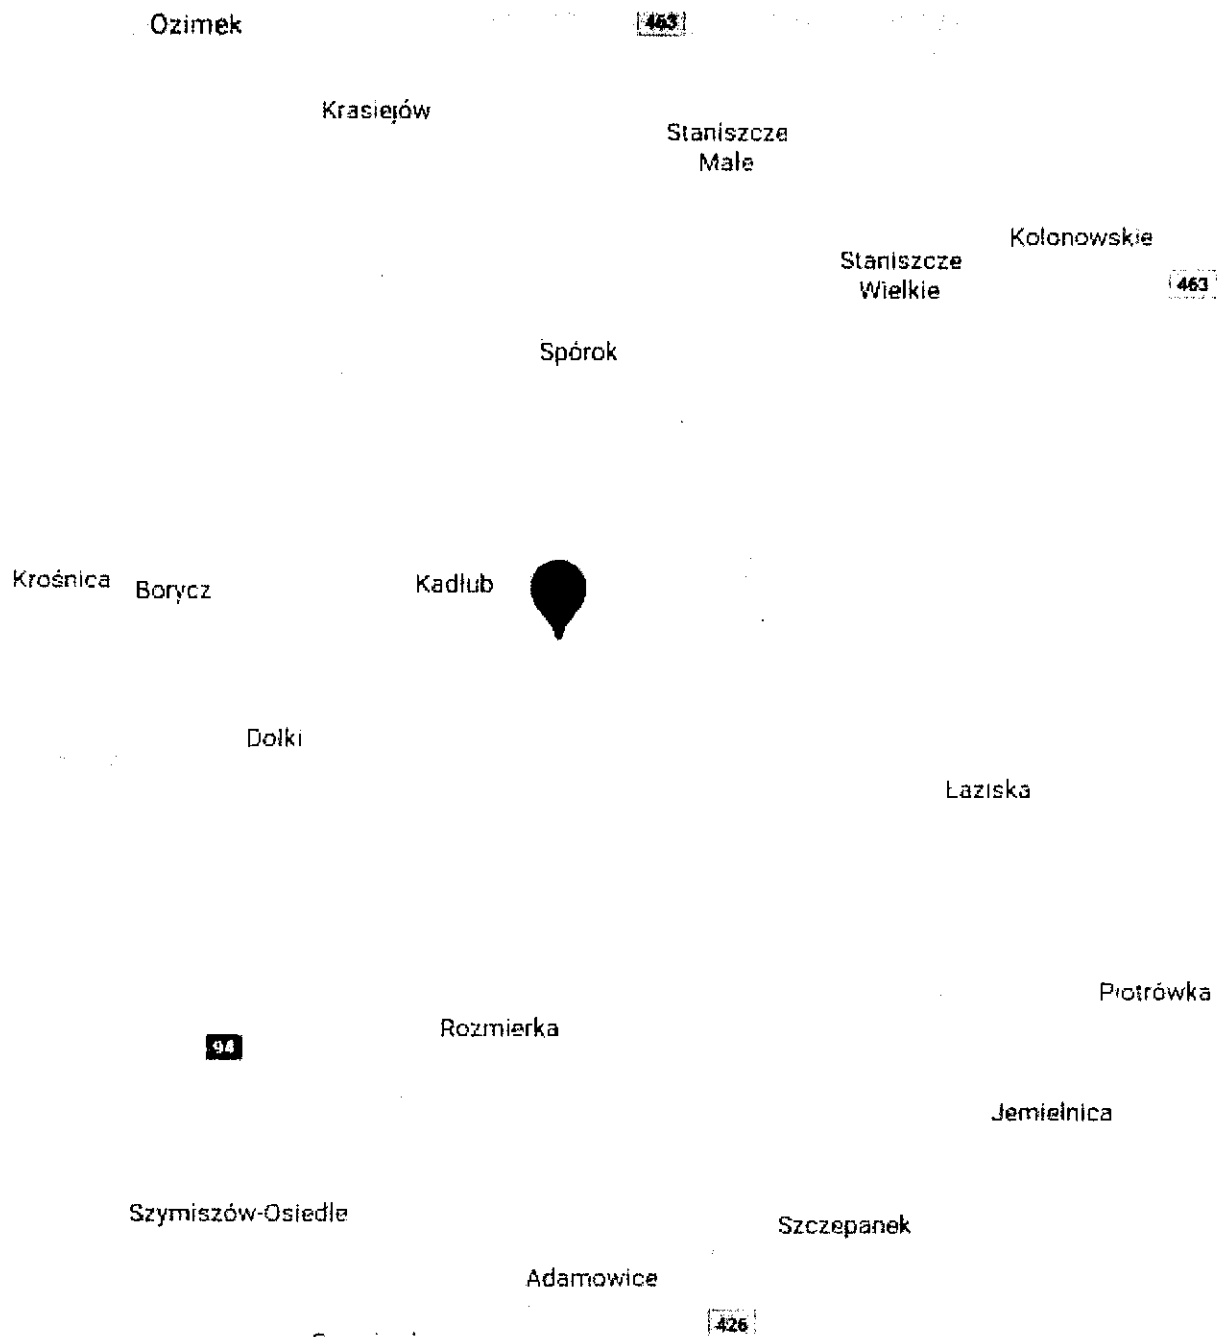 Ozimek
463
Krasiejów
Staniszcze
Małe
Kolonowskie
Staniszcze
Wielkie
463
Spórok
Krośnica
Borycz
Kadłub
Dolki
Łaziska
Piotrówka
Rozmierka
94
Jemielnica
Szymiszów-Osiedle
Szczepanek
Adamowice
426